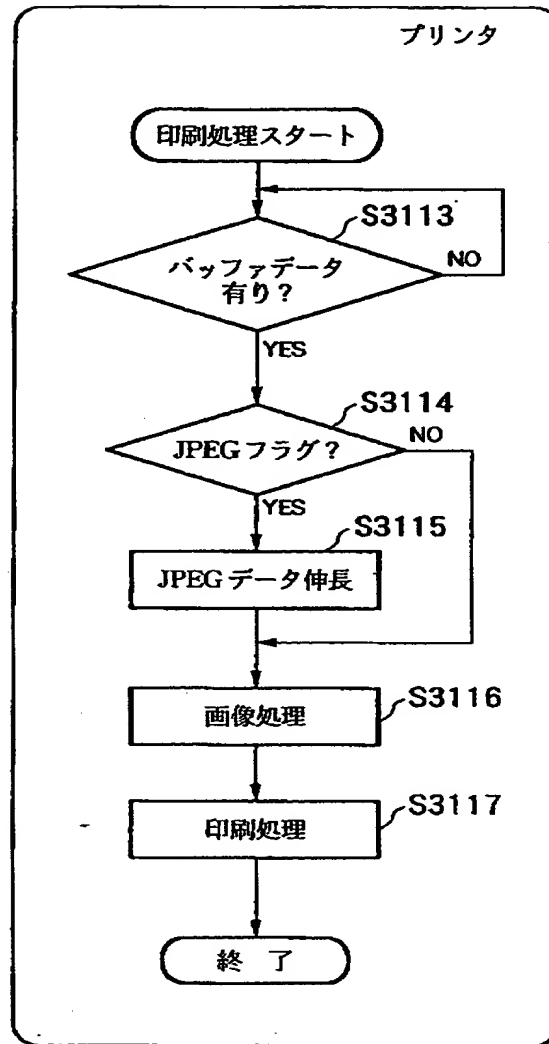 プリンタ
印刷処理スタート
S3113
バッファデータ
有り？
NO
YES
S3114
JPEGフラグ？
NO
YES
S3115
JPEGデータ伸長
画像処理
S3116
印刷処理
S3117
終 了